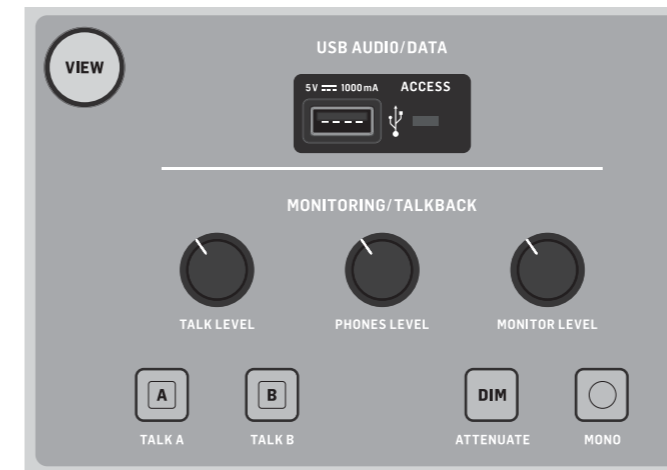 VIEW
USB AUDIO/DATA
5V 1000mA ACCESS
MONITORING/TALKBACK
TALK LEVEL PHONES LEVEL MONITOR LEVEL
A B DIM
TALK A TALK B ATTENUATE MONO